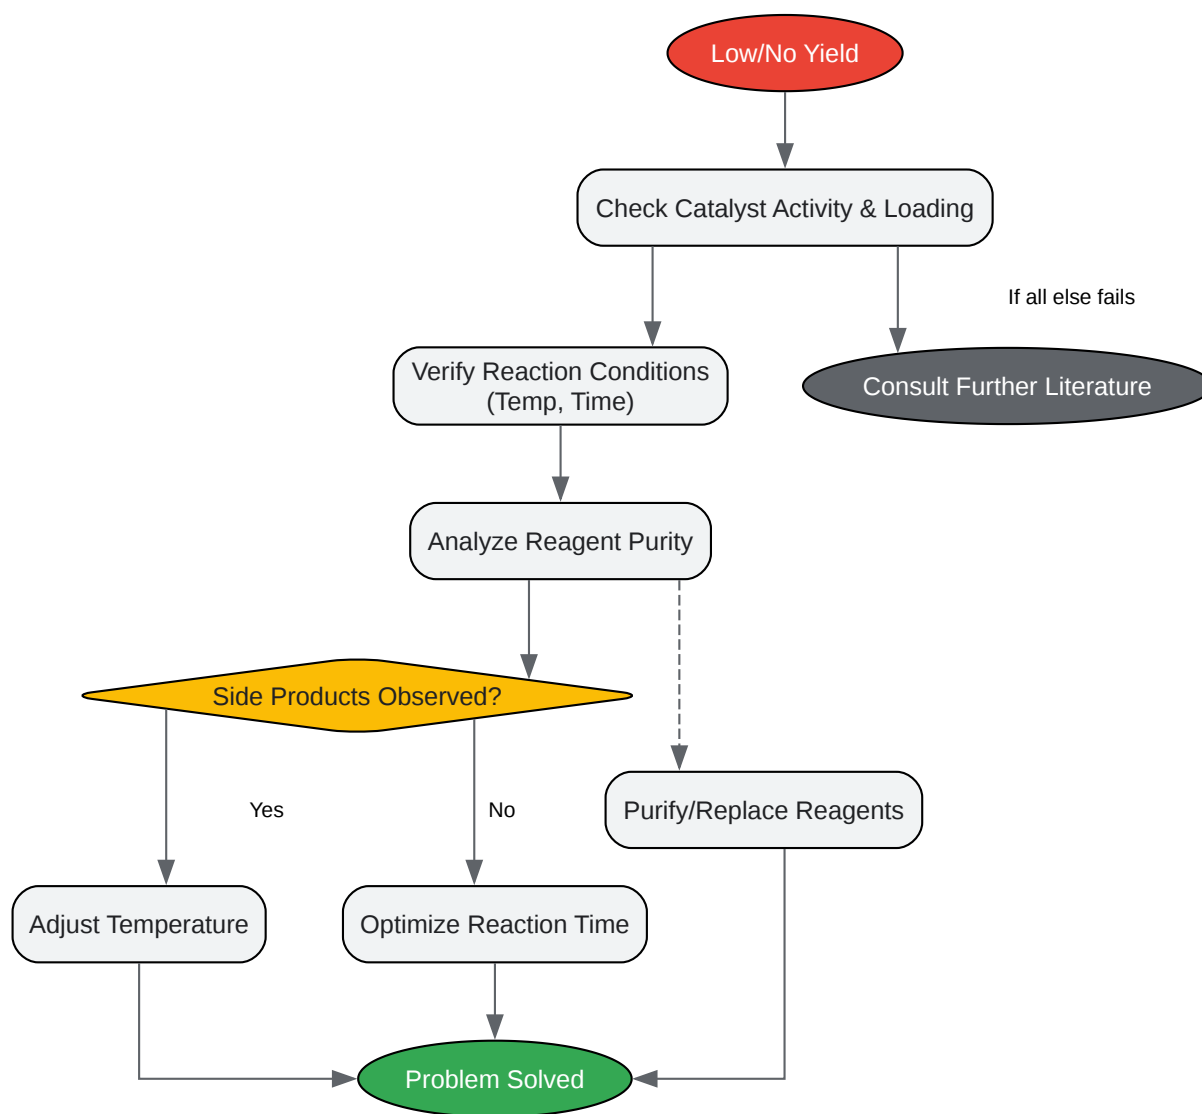 Low/No Yield
Check Catalyst Activity & Loading
If all else fails
Verify Reaction Conditions
(Temp, Time)
Consult Further Literature
Analyze Reagent Purity
Side Products Observed?
Yes
No
Purify/Replace Reagents
Adjust Temperature
Optimize Reaction Time
Problem Solved